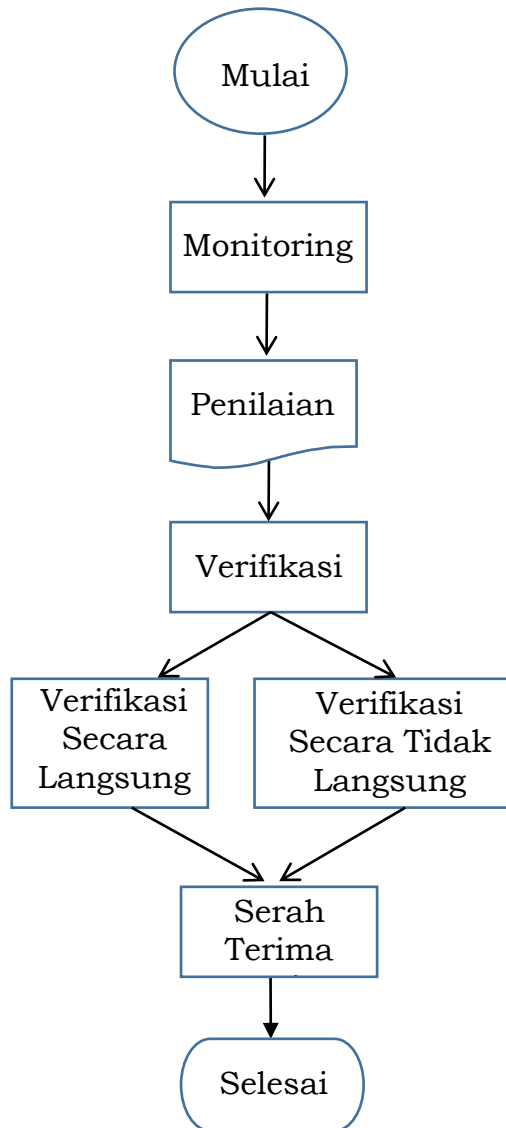 Mulai
Monitoring
Penilaian
Verifikasi
Verifikasi
Secara
Langsung
Verifikasi
Secara Tidak
Langsung
Serah
Terima
Selesai